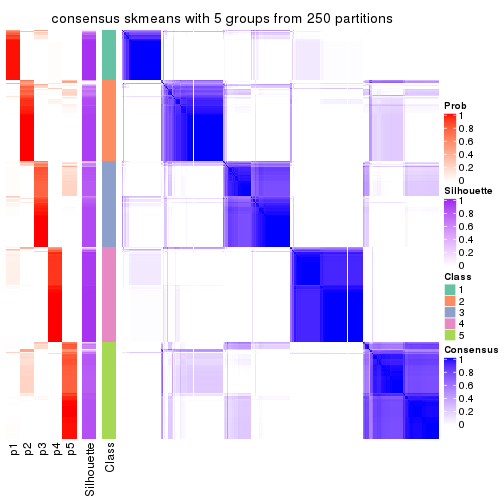 consensus skmeans with 5 groups from 250 partitions
Prob
1
0.8
0.6
0.4
0.2
0
Silhouette
1
0.8
0.6
0.4
0.2
0
Class
1
2
3
4
5
Consensus
1
0.8
0.6
0.4
0.2
0
p1
p2
p3
p4
p5
Silhouette
Class